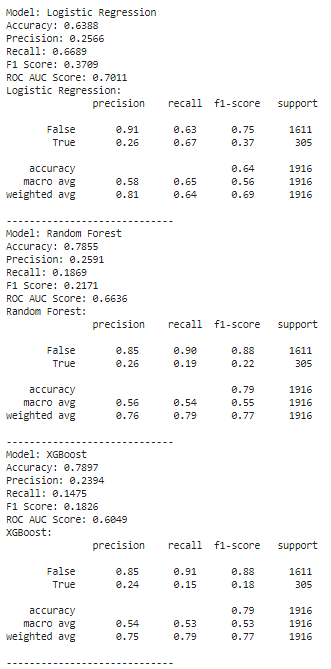 Model: Logistic Regression
Accuracy: 0.6388
Precision: 0.2566
Recall: 0.6689
F1 Score: 0.3709
ROC AUC Score: 0.7011
Logistic Regression:
precision recall f1-score support
False 0.91 0.63 0.75 1611
True 0.26 0.67 0.37 305
accuracy 0.64 1916
macro avg 0.58 0.65 0.56 1916
weighted avg 0.81 0.64 0.69 1916
----------------------------
Model: Random Forest
Accuracy: 0.7855
Precision: 0.2591
Recall: 0.1869
F1 Score: 0.2171
ROC AUC Score: 0.6636
Random Forest:
precision recall f1-score support
False 0.85 0.90 0.88 1611
True 0.26 0.19 0.22 305
accuracy 0.79 1916
macro avg 0.56 0.54 0.55 1916
weighted avg 0.76 0.79 0.77 1916
----------------------------
Model: XGBoost
Accuracy: 0.7897
Precision: 0.2394
Recall: 0.1475
F1 Score: 0.1826
ROC AUC Score: 0.6049
XGBoost:
precision recall f1-score support
False 0.85 0.91 0.88 1611
True 0.24 0.15 0.18 305
accuracy 0.79 1916
macro avg 0.54 0.53 0.53 1916
weighted avg 0.75 0.79 0.77 1916
----------------------------